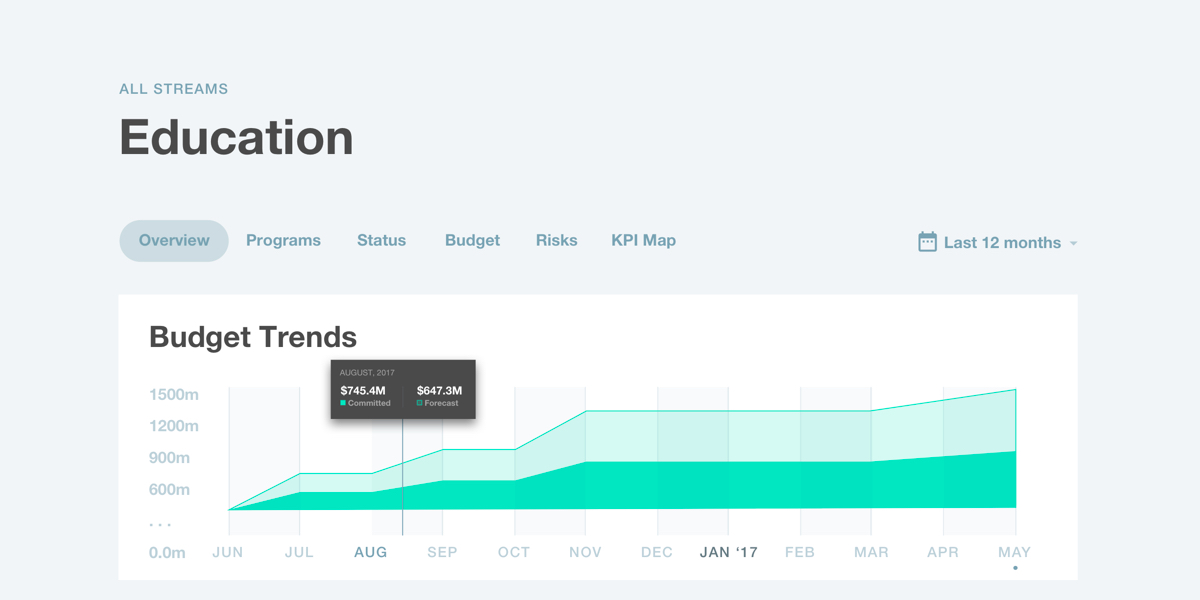 ALL STREAMS
Education
Overview Programs Status Budget Risks KPI Map Last 12 months
Budget Trends
AUGUST, 2017
$745.4M $647.3M
Committed Forecast
1500m
1200m
900m
600m
...
0.0m JUN JUL AUG SEP OCT NOV DEC JAN ‘17 FEB MAR APR MAY